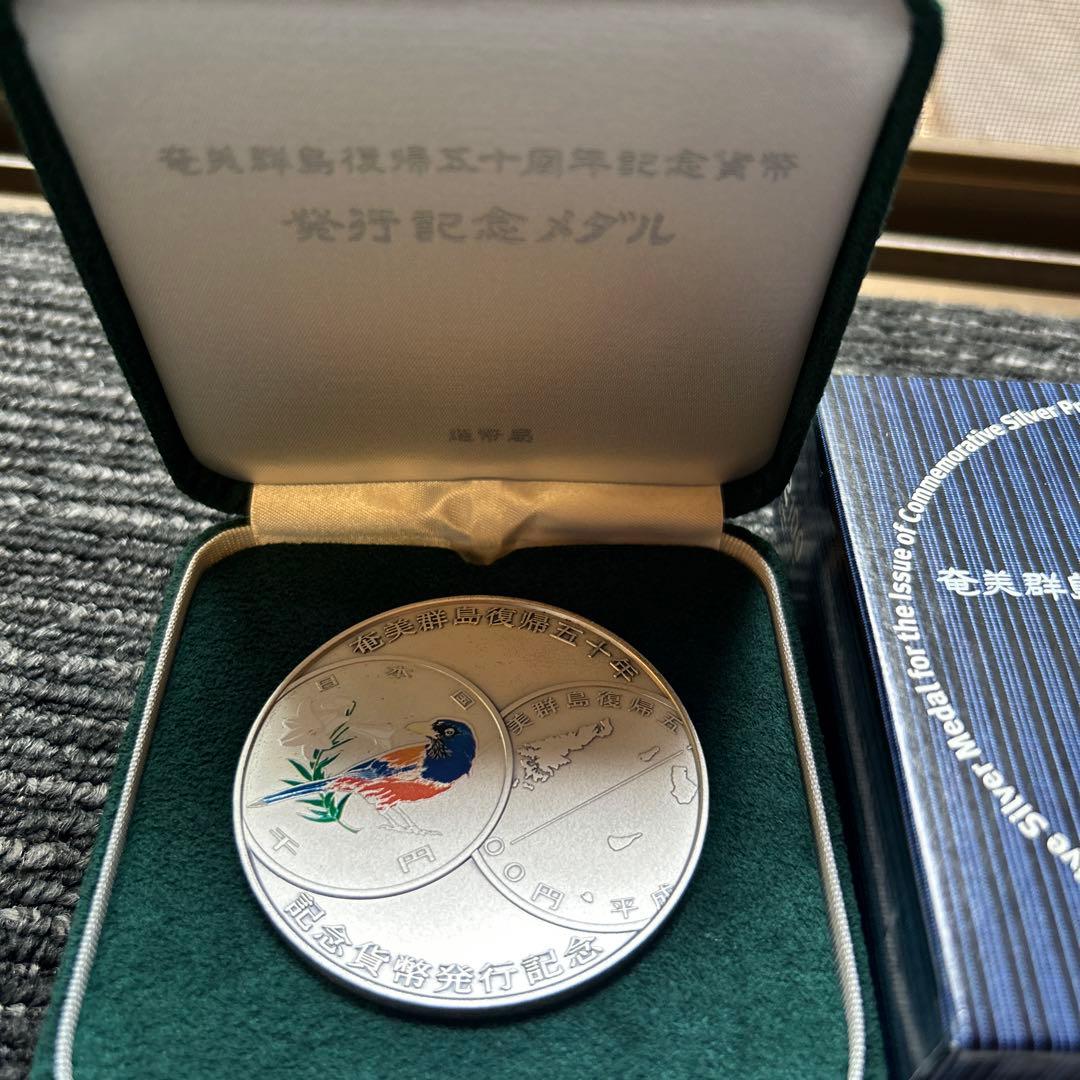 奄美群島復帰五十周年記念貨幣
発行記念メダル
造幣局
奄美群島復帰五十年
日本国
千円
美群島復帰五
00円・平成
記念貨幣発行記念
Medal for the Issue of Commemorative Silver
奄美群島
ve Silver